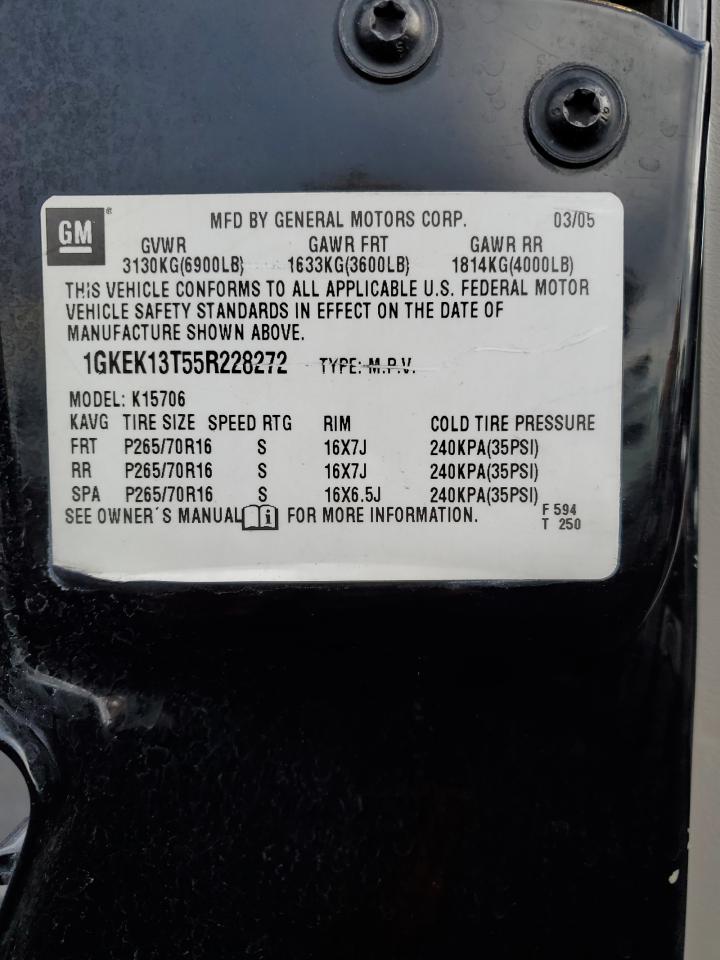 GM® MFD BY GENERAL MOTORS CORP. 03/05
GVWR GAWR FRT GAWR RR
3130KG(6900LB) 1633KG(3600LB) 1814KG(4000LB)
THIS VEHICLE CONFORMS TO ALL APPLICABLE U.S. FEDERAL MOTOR
VEHICLE SAFETY STANDARDS IN EFFECT ON THE DATE OF
MANUFACTURE SHOWN ABOVE.
1GKEK13T55R228272 TYPE: M.P.V.
MODEL: K15706
KAVG TIRE SIZE SPEED RTG RIM COLD TIRE PRESSURE
FRT P265/70R16 S 16X7J 240KPA(35PSI)
RR P265/70R16 S 16X7J 240KPA(35PSI)
SPA P265/70R16 S 16X6.5J 240KPA(35PSI)
SEE OWNER'S MANUAL i FOR MORE INFORMATION.
F 594
T 250